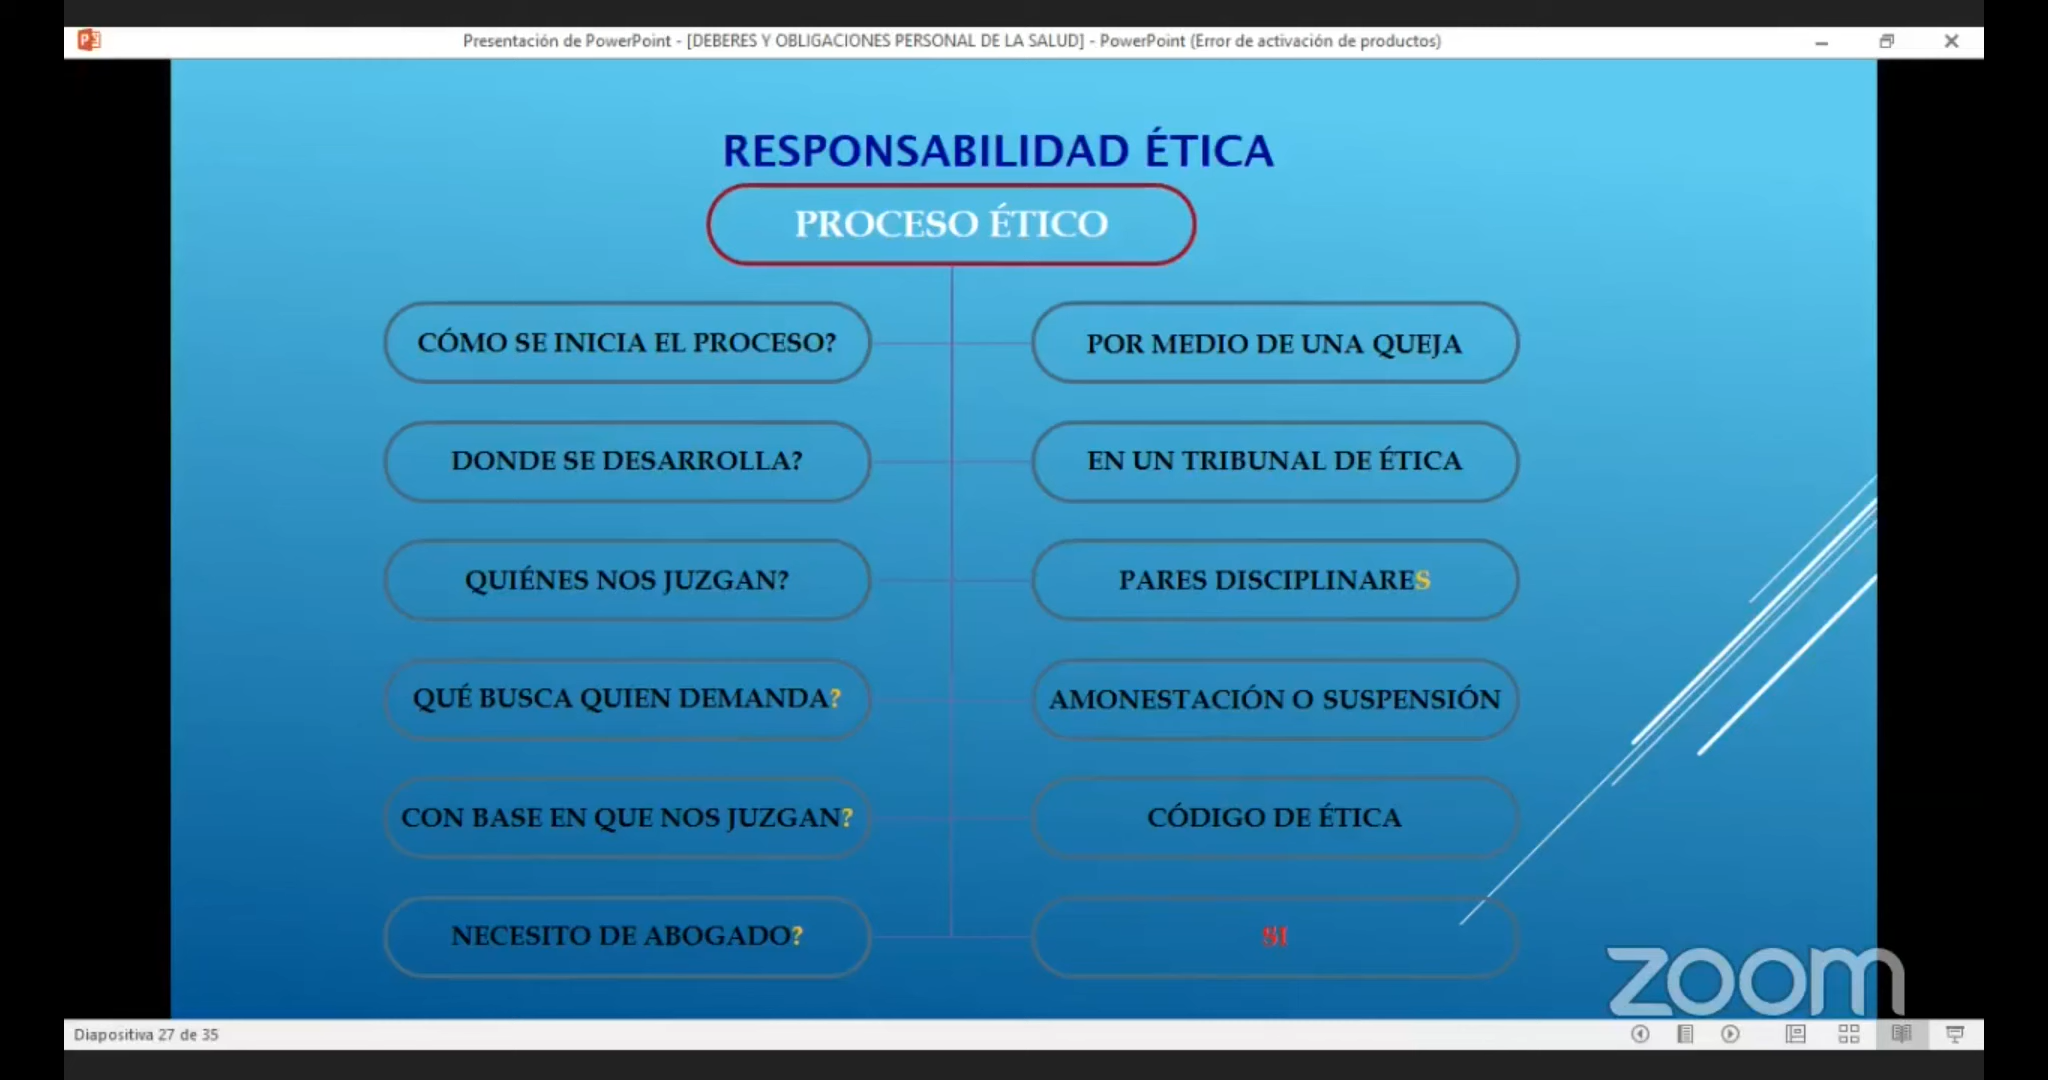 Presentación de PowerPoint - [DEBERES Y OBLIGACIONES PERSONAL DE LA SALUD] - PowerPoint (Error de activación de productos)
RESPONSABILIDAD ÉTICA
PROCESO ÉTICO
CÓMO SE INICIA EL PROCESO?
POR MEDIO DE UNA QUEJA
DONDE SE DESARROLLA?
EN UN TRIBUNAL DE ÉTICA
QUIÉNES NOS JUZGAN?
PARES DISCIPLINARES
QUÉ BUSCA QUIEN DEMANDA?
AMONESTACIÓN O SUSPENSIÓN
CON BASE EN QUE NOS JUZGAN?
CÓDIGO DE ÉTICA
NECESITO DE ABOGADO?
SI
zoom
Diapositiva 27 de 35